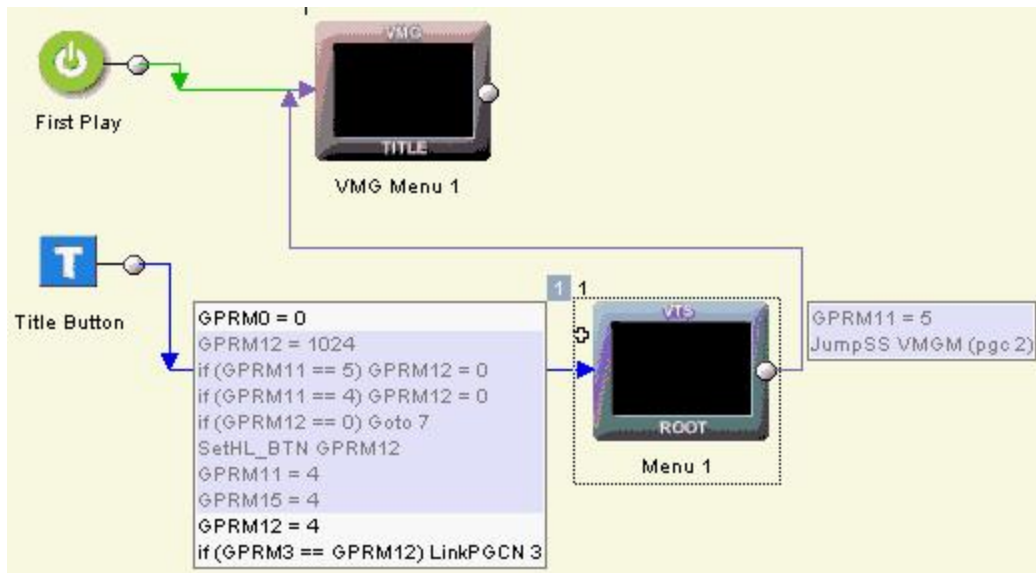 VMG
TITLE
First Play
VMG Menu 1
T
Title Button
GPRM0 = 0
GPRM12 = 1024
if (GPRM11 == 5) GPRM12 = 0
if (GPRM11 == 4) GPRM12 = 0
if (GPRM12 == 0) Goto 7
SetHL_BTN GPRM12
GPRM11 = 4
GPRM15 = 4
GPRM12 = 4
if (GPRM3 == GPRM12) LinkPGCN 3
1 1
VTS
ROOT
Menu 1
GPRM11 = 5
JumpSS VMGM (pgc 2)